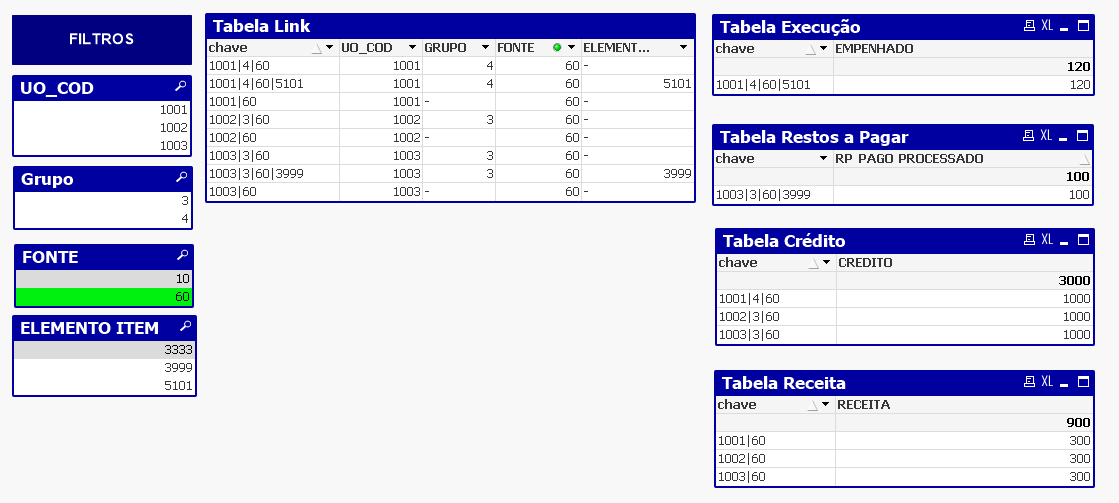 FILTROS
UO_COD
1001
1002
1003
Grupo
3
4
FONTE
10
60
ELEMENTO ITEM
3333
3999
5101
Tabela Link
chave UO_COD GRUPO FONTE ELEMENT...
1001|4|60 1001 4 60 -
1001|4|60|5101 1001 4 60 5101
1001|60 1001 - 60 -
1002|3|60 1002 3 60 -
1002|60 1002 - 60 -
1003|3|60 1003 3 60 -
1003|3|60|3999 1003 3 60 3999
1003|60 1003 - 60 -
Tabela Execução XL
chave EMPENHADO
120
1001|4|60|5101 120
Tabela Restos a Pagar XL
chave RP PAGO PROCESSADO
100
1003|3|60|3999 100
Tabela Crédito XL
chave CREDITO
3000
1001|4|60 1000
1002|3|60 1000
1003|3|60 1000
Tabela Receita XL
chave RECEITA
900
1001|60 300
1002|60 300
1003|60 300